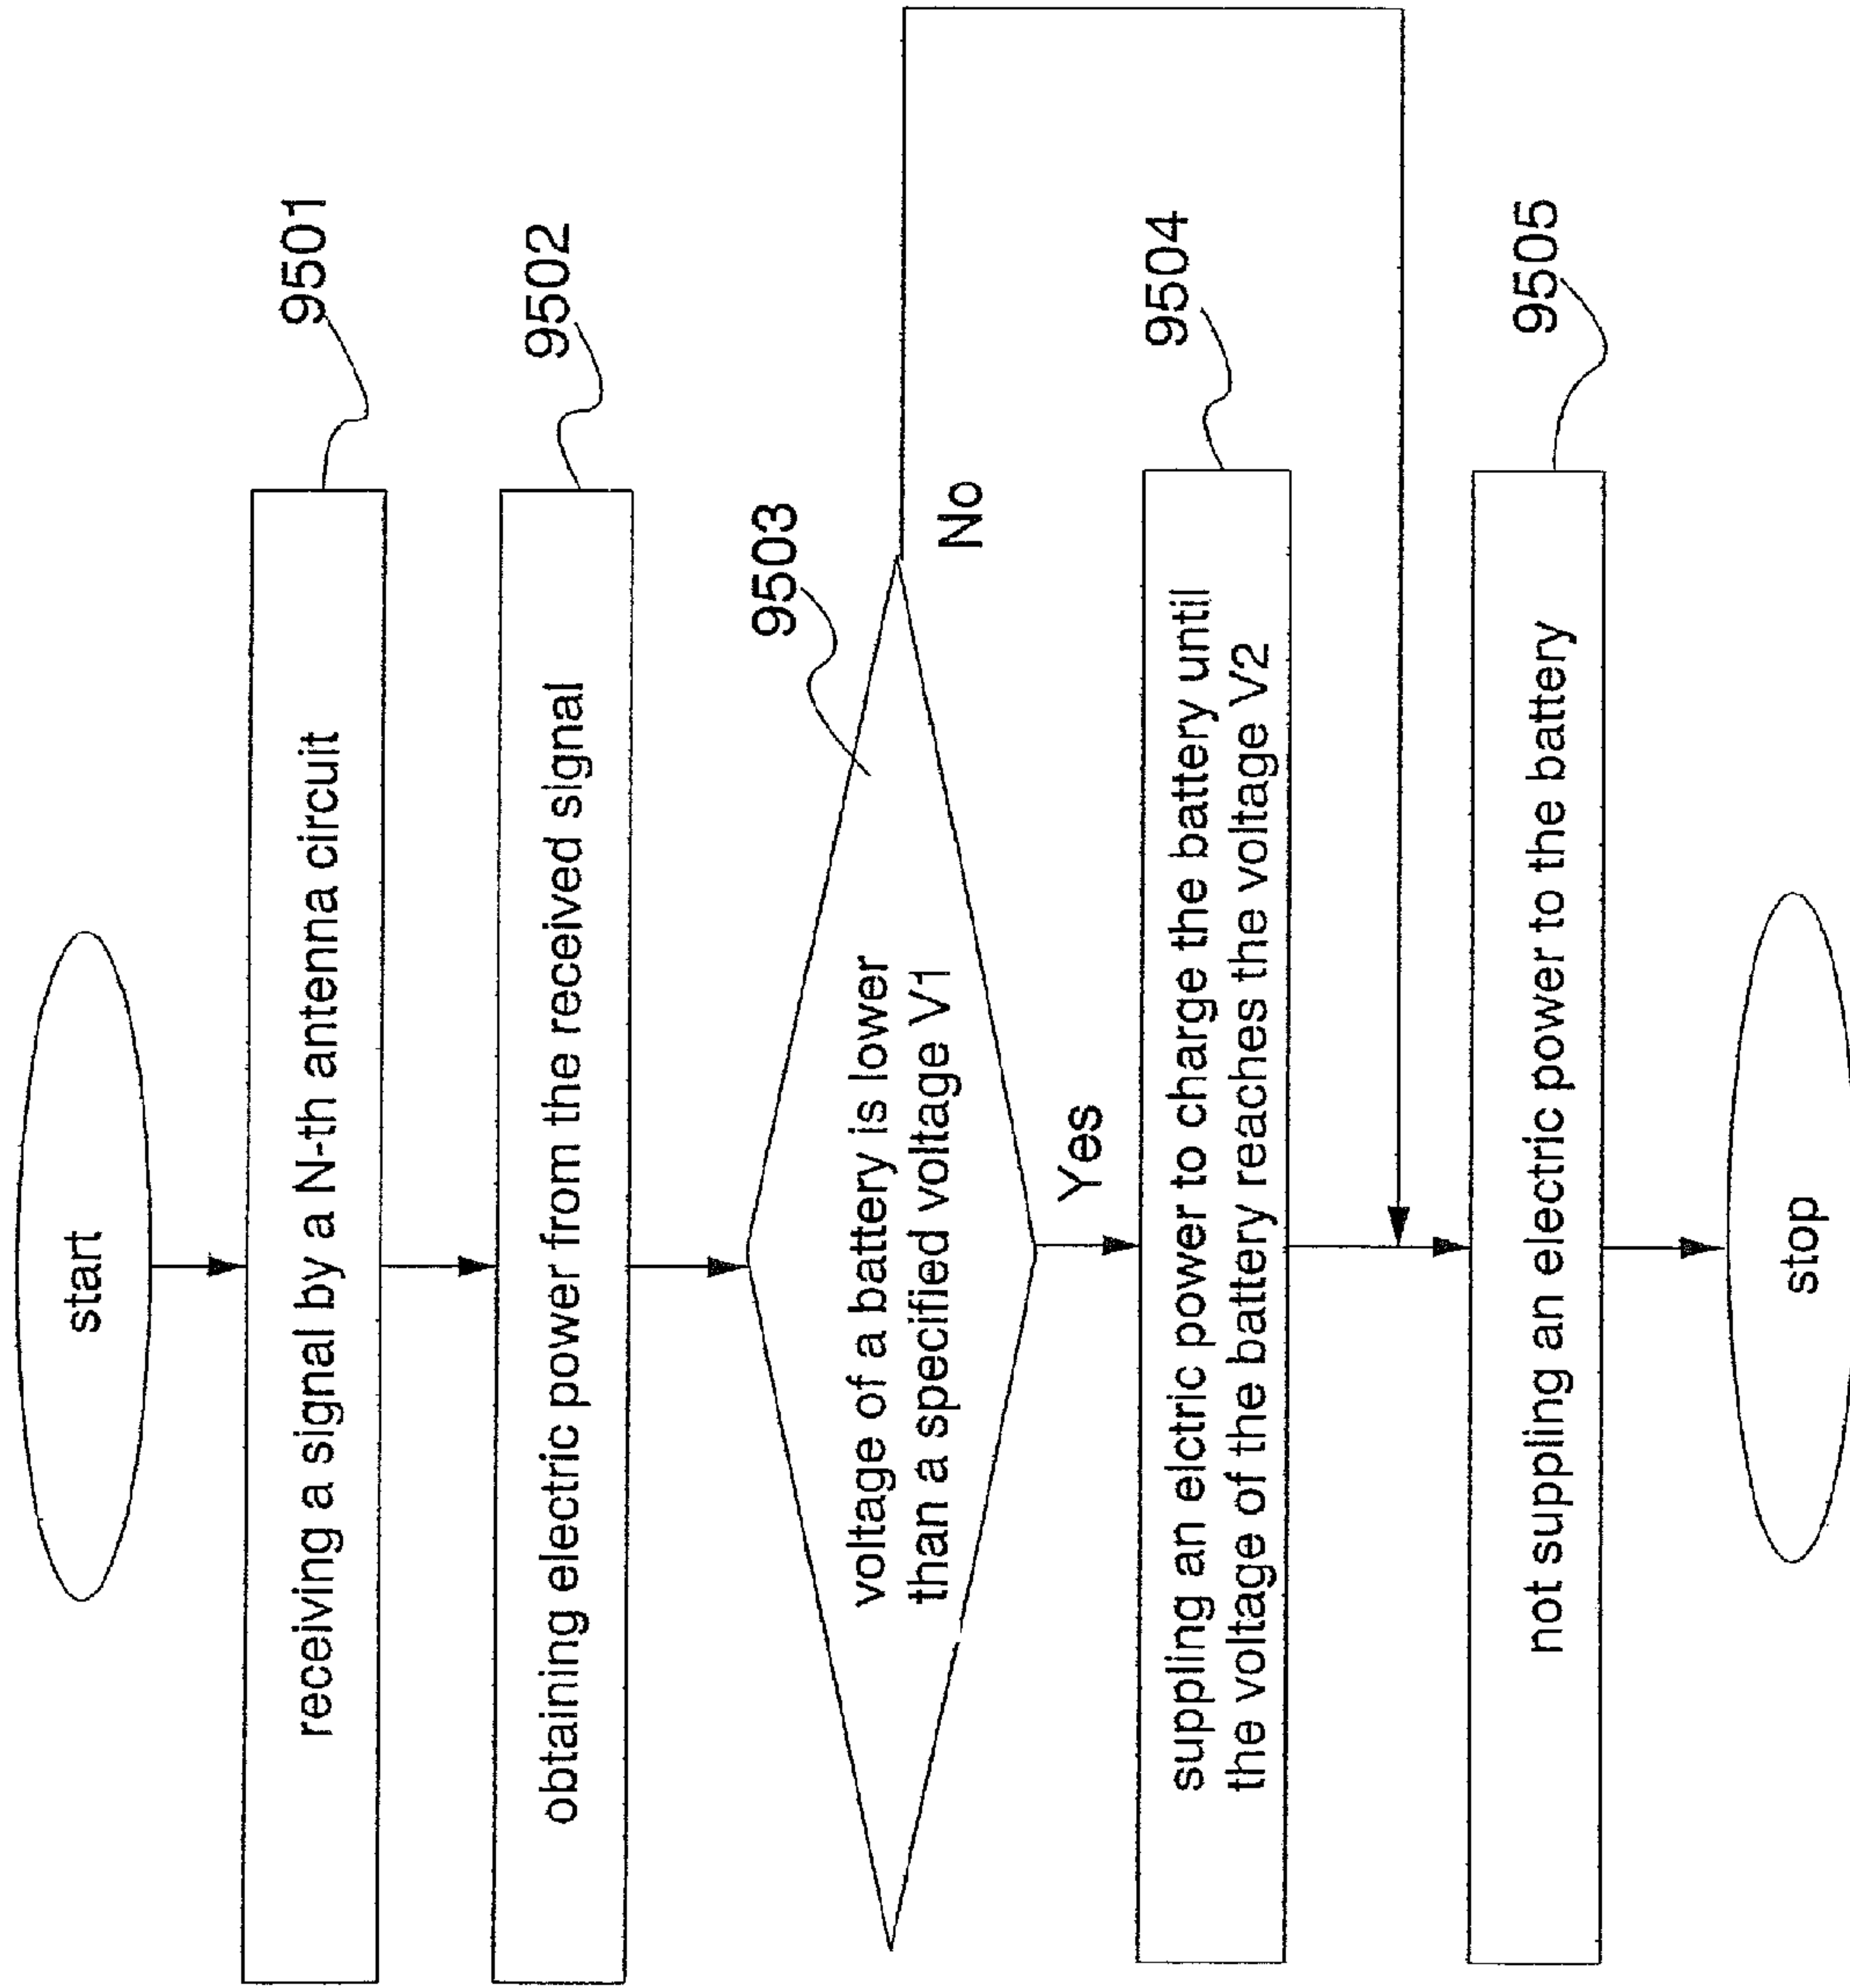 start
receiving a signal by a N-th antenna circuit
9501
obtaining electric power from the received signal
9502
voltage of a battery is lower
than a specified voltage V1
9503
No
Yes
suppling an elctric power to charge the battery until
the voltage of the battery reaches the voltage V2
9504
not suppling an electric power to the battery
9505
stop